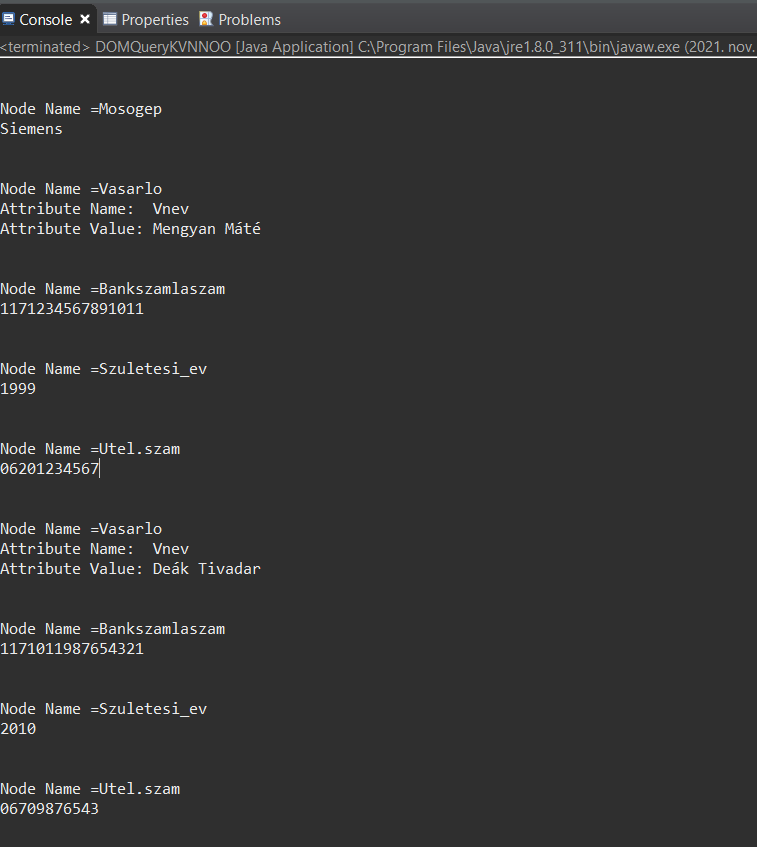 Console Properties Problems
<terminated> DOMQueryKVNNOO [Java Application] C:\Program Files\Java\jre1.8.0_311\bin\javaw.exe (2021. nov.
Node Name =Mosogep
Siemens
Node Name =Vasarlo
Attribute Name:  Vnev
Attribute Value: Mengyan Máté
Node Name =Bankszamlaszam
1171234567891011
Node Name =Szuletesi_ev
1999
Node Name =Utel.szam
06201234567
Node Name =Vasarlo
Attribute Name:  Vnev
Attribute Value: Deák Tivadar
Node Name =Bankszamlaszam
1171011987654321
Node Name =Szuletesi_ev
2010
Node Name =Utel.szam
06709876543